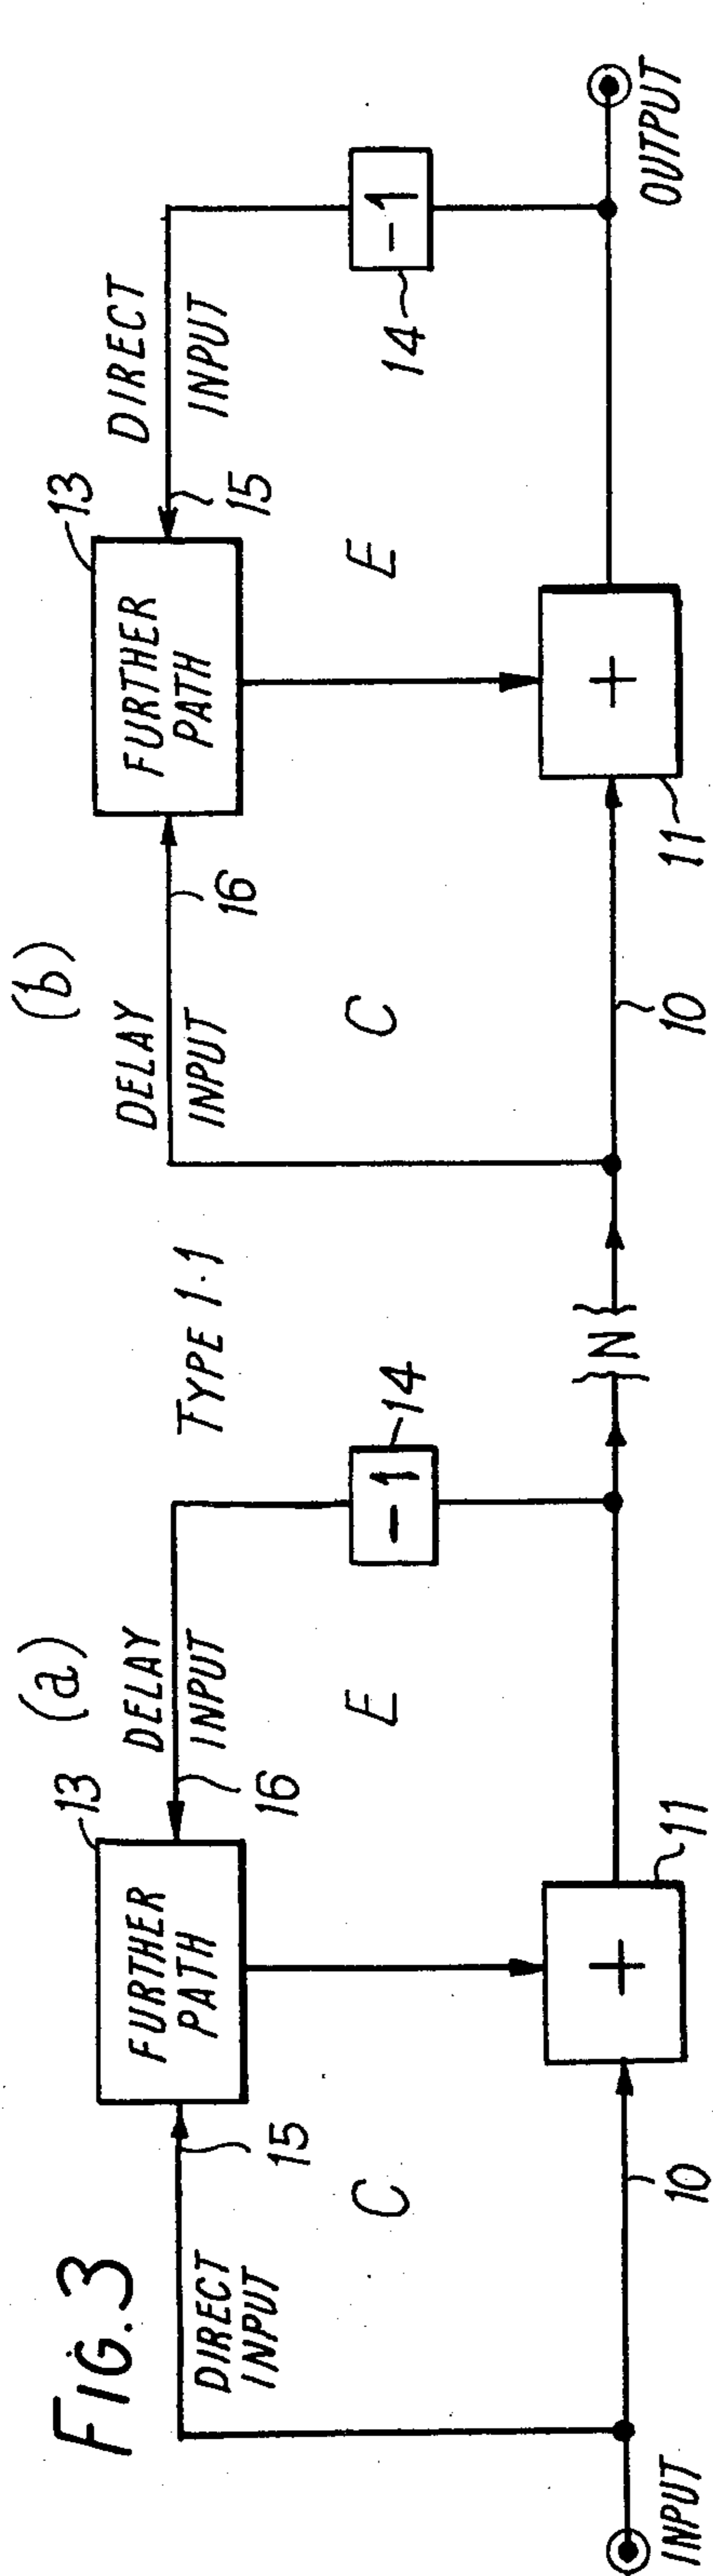 FIG. 3
(a)
TYPE 1·1
(b)
DIRECT
INPUT
15
13
FURTHER
PATH
DELAY
INPUT
16
C
E
- 1
14
INPUT
10
+
11
N
DELAY
INPUT
16
13
FURTHER
PATH
DIRECT
INPUT
15
C
E
- 1
14
10
+
11
OUTPUT